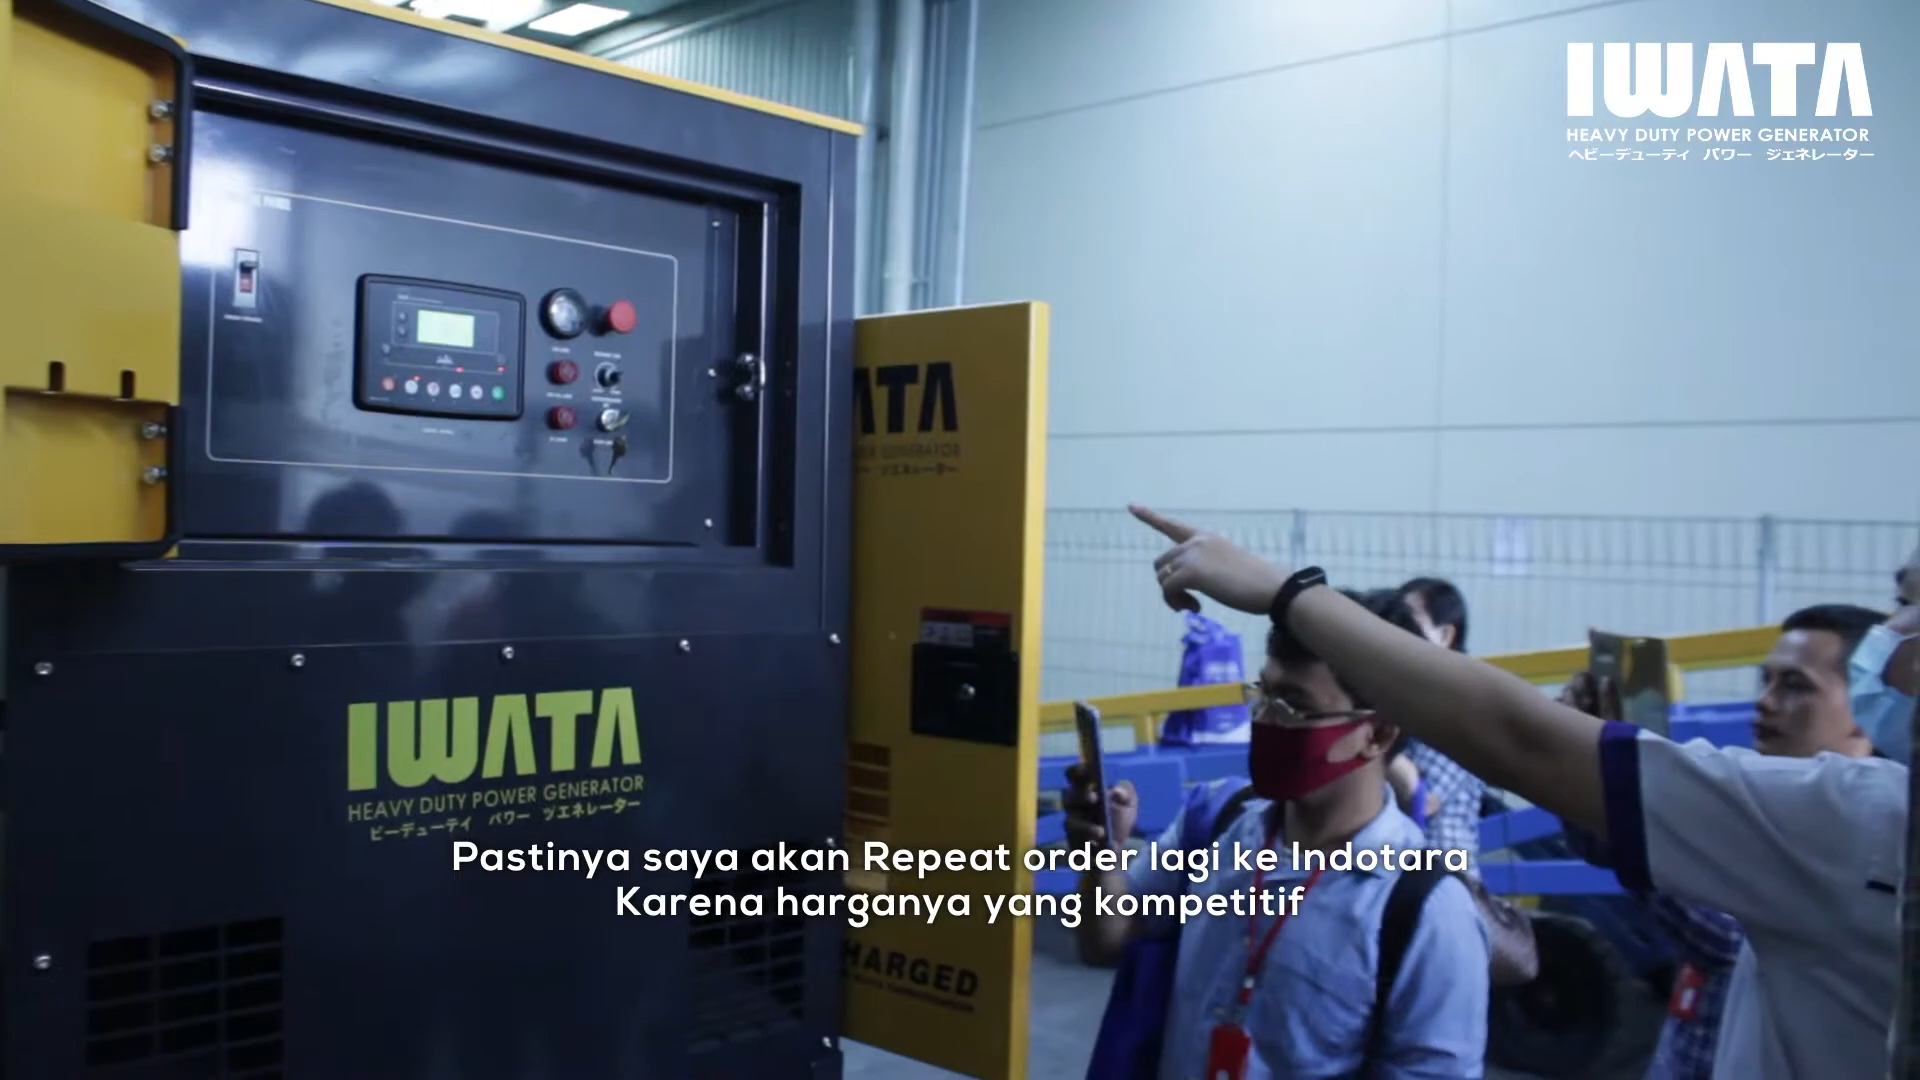 IWATA
HEAVY DUTY POWER GENERATOR
ヘビーデューティ パワー ジェネレーター
PANEL
ATA
IWATA
HEAVY DUTY POWER GENERATOR
ビーデューティ パワー ヅエネレーター
Pastinya saya akan Repeat order lagi ke Indotara
Karena harganya yang kompetitif
HARGED